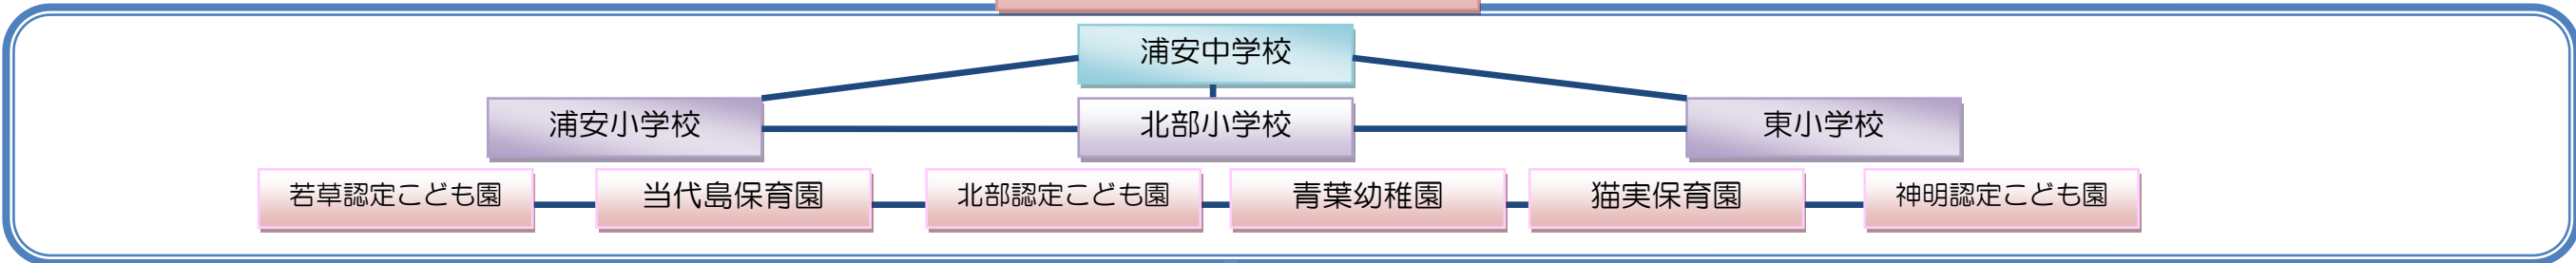 浦安中学校
浦安小学校 北部小学校 東小学校
若草認定こども園 当代島保育園 北部認定こども園 青葉幼稚園 猫実保育園 神明認定こども園